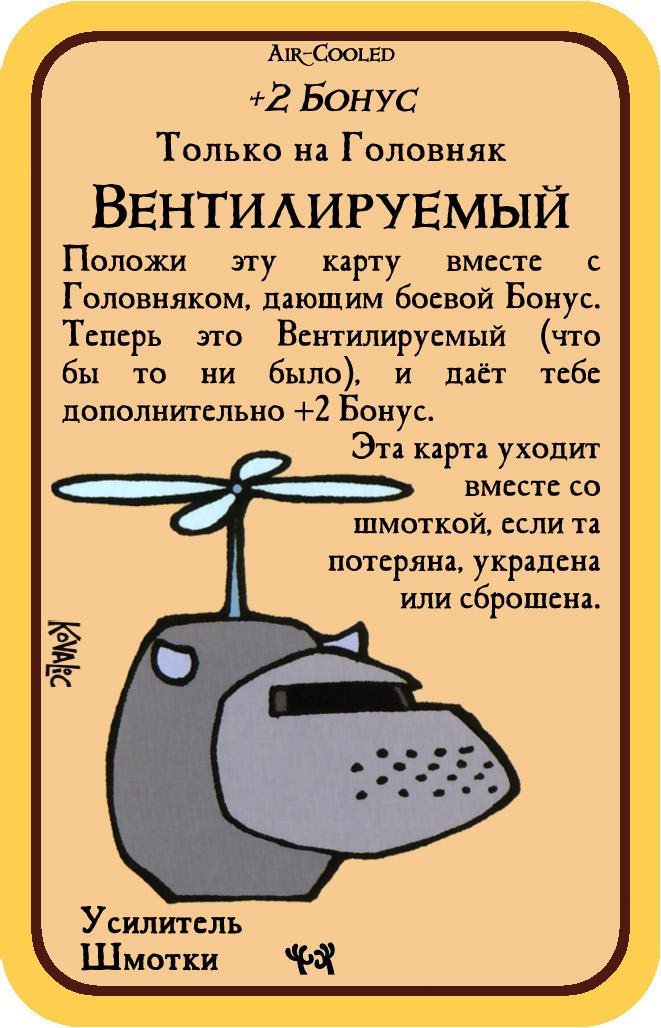 Air-Cooled
+2 Бонус
Только на Головняк
Вентилируемый
Положи эту карту вместе с
Головняком, дающим боевой Бонус.
Теперь это Вентилируемый (что
бы то ни было), и даёт тебе
дополнительно +2 Бонус.
Эта карта уходит
вместе со
шмоткой, если та
потеряна, украдена
или сброшена.
Kovalic
Усилитель
Шмотки